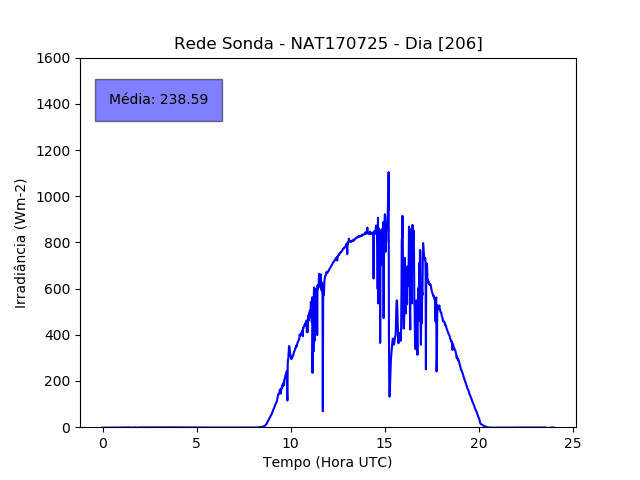 Rede Sonda - NAT170725 - Dia [206]
1600
1400
1200
1000
800
600
400
200
0
Média: 238.59
Irradiância (Wm-2)
0 5 10 15 20 25
Tempo (Hora UTC)